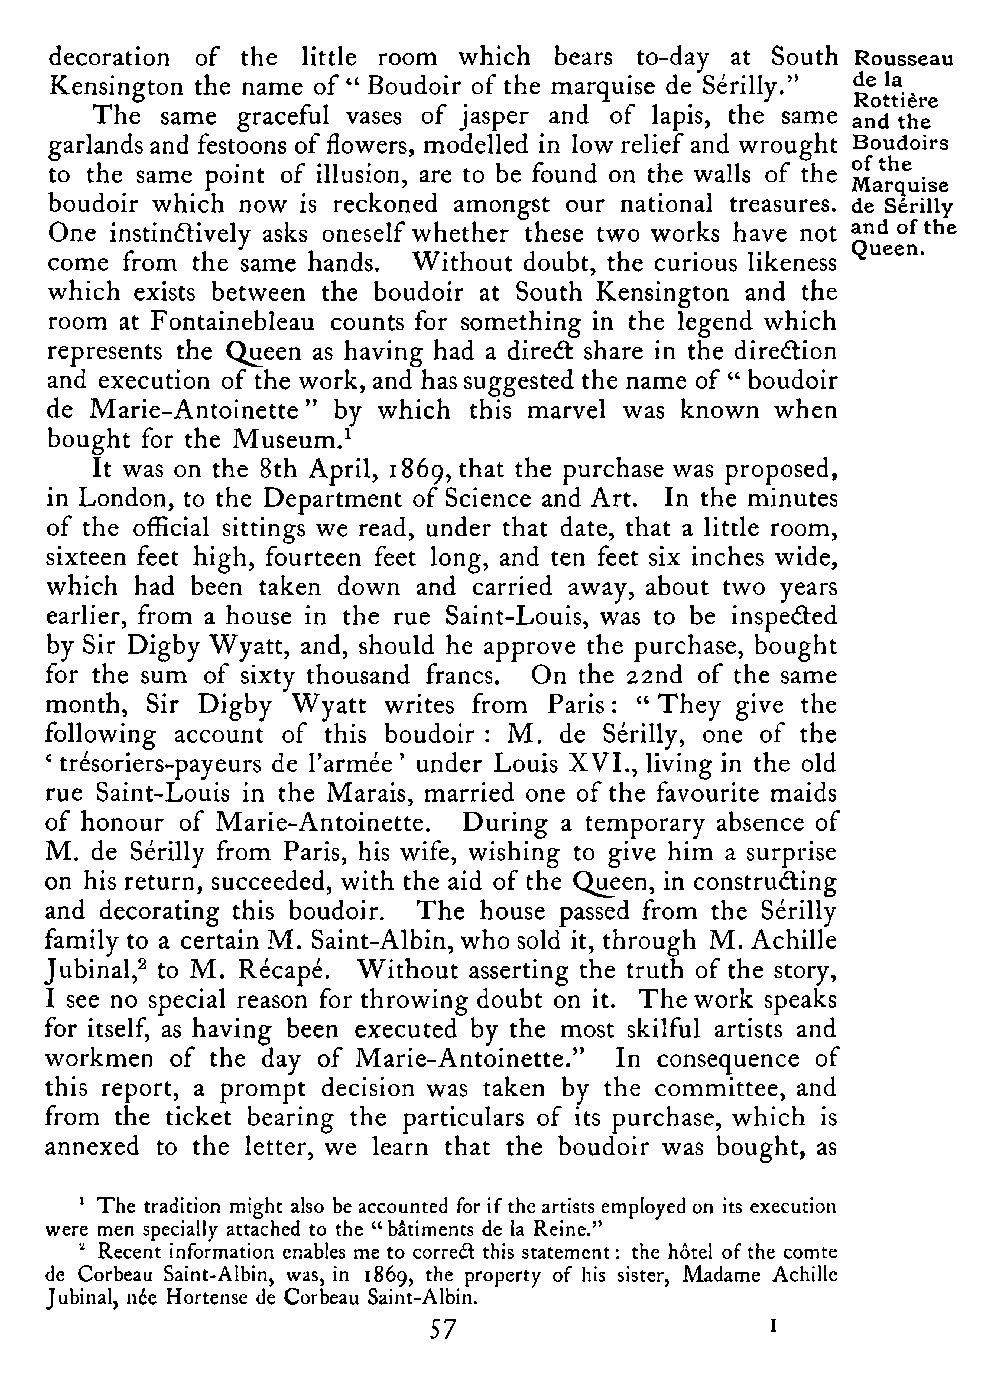 decoration of the little room which bears to-day at South
Kensington the name of “ Boudoir of the marquise de Sérilly.”
The same graceful vases of jasper and of lapis, the same
garlands and festoons of flowers, modelled in low relief and wrought
to the same point of illusion, are to be found on the walls of the
boudoir which now is reckoned amongst our national treasures.
One instinctively asks oneself whether these two works have not
come from the same hands. Without doubt, the curious likeness
which exists between the boudoir at South Kensington and the
room at Fontainebleau counts for something in the legend which
represents the Queen as having had a direct share in the direction
and execution of the work, and has suggested the name of “ boudoir
de Marie-Antoinette ” by which this marvel was known when
bought for the Museum.¹
It was on the 8th April, 1869, that the purchase was proposed,
in London, to the Department of Science and Art. In the minutes
of the official sittings we read, under that date, that a little room,
sixteen feet high, fourteen feet long, and ten feet six inches wide,
which had been taken down and carried away, about two years
earlier, from a house in the rue Saint-Louis, was to be inspected
by Sir Digby Wyatt, and, should he approve the purchase, bought
for the sum of sixty thousand francs. On the 22nd of the same
month, Sir Digby Wyatt writes from Paris: “ They give the
following account of this boudoir : M. de Sérilly, one of the
‘ trésoriers-payeurs de l’armée ’ under Louis XVI., living in the old
rue Saint-Louis in the Marais, married one of the favourite maids
of honour of Marie-Antoinette. During a temporary absence of
M. de Sérilly from Paris, his wife, wishing to give him a surprise
on his return, succeeded, with the aid of the Queen, in constructing
and decorating this boudoir. The house passed from the Sérilly
family to a certain M. Saint-Albin, who sold it, through M. Achille
Jubinal,² to M. Récapé. Without asserting the truth of the story,
I see no special reason for throwing doubt on it. The work speaks
for itself, as having been executed by the most skilful artists and
workmen of the day of Marie-Antoinette.” In consequence of
this report, a prompt decision was taken by the committee, and
from the ticket bearing the particulars of its purchase, which is
annexed to the letter, we learn that the boudoir was bought, as
Rousseau
de la
Rottière
and the
Boudoirs
of the
Marquise
de Sérilly
and of the
Queen.
¹ The tradition might also be accounted for if the artists employed on its execution
were men specially attached to the “ bâtiments de la Reine.”
² Recent information enables me to correct this statement : the hôtel of the comte
de Corbeau Saint-Albin, was, in 1869, the property of his sister, Madame Achille
Jubinal, née Hortense de Corbeau Saint-Albin.
57 I